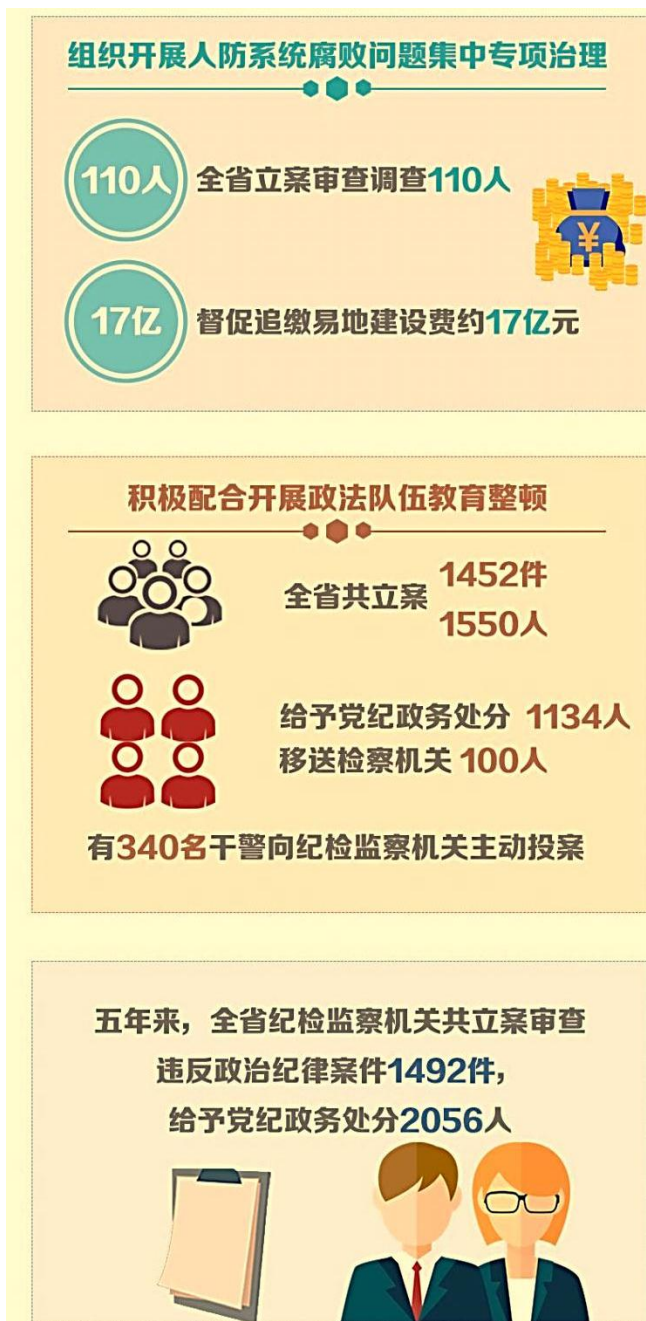 组织开展人防系统腐败问题集中专项治理
110人
全省立案审查调查110人
¥
17亿
督促追缴易地建设费约17亿元
积极配合开展政法队伍教育整顿
全省共立案
1452件
1550人
给予党纪政务处分 1134人
移送检察机关 100人
有340名干警向纪检监察机关主动投案
五年来，全省纪检监察机关共立案审查
违反政治纪律案件1492件，
给予党纪政务处分2056人